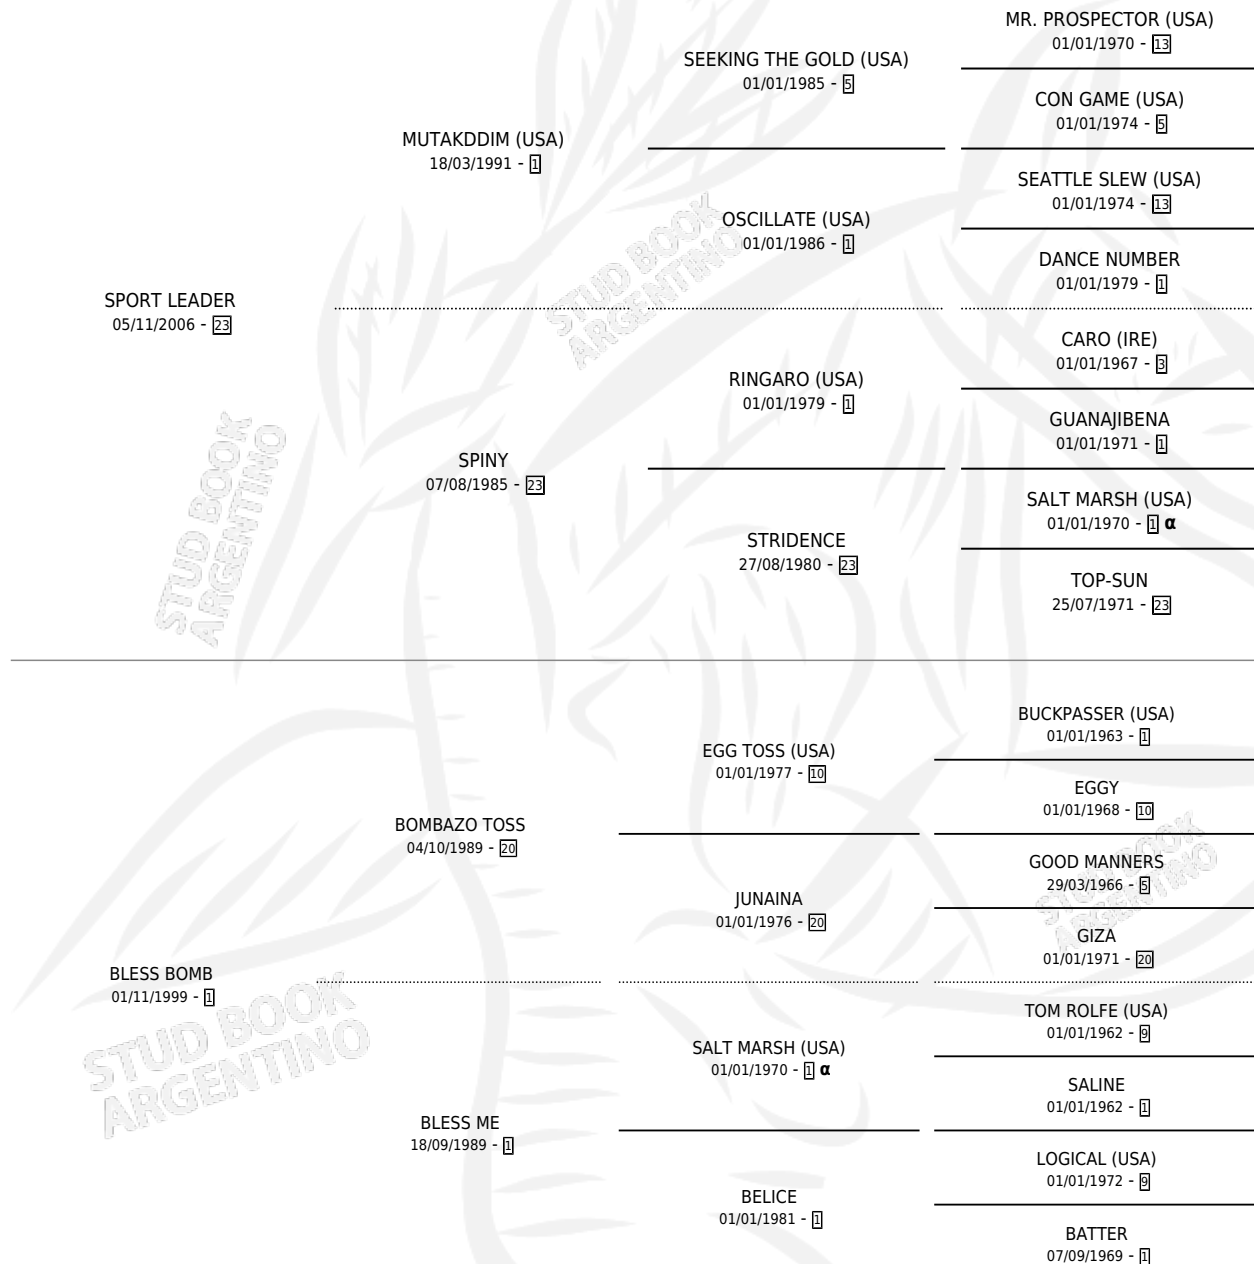 MR. PROSPECTOR (USA)
01/01/1970 - 13
SEEKING THE GOLD (USA)
01/01/1985 - 5
CON GAME (USA)
01/01/1974 - 5
MUTAKDDIM (USA)
18/03/1991 - 1
SEATTLE SLEW (USA)
01/01/1974 - 13
OSCILLATE (USA)
01/01/1986 - 1
DANCE NUMBER
01/01/1979 - 1
SPORT LEADER
05/11/2006 - 23
CARO (IRE)
01/01/1967 - 3
RINGARO (USA)
01/01/1979 - 1
GUANAJIBENA
01/01/1971 - 1
SPINY
07/08/1985 - 23
SALT MARSH (USA)
01/01/1970 - 1 α
STRIDENCE
27/08/1980 - 23
TOP-SUN
25/07/1971 - 23
BUCKPASSER (USA)
01/01/1963 - 1
EGG TOSS (USA)
01/01/1977 - 10
EGGY
01/01/1968 - 10
BOMBAZO TOSS
04/10/1989 - 20
GOOD MANNERS
29/03/1966 - 5
JUNAINA
01/01/1976 - 20
GIZA
01/01/1971 - 20
BLESS BOMB
01/11/1999 - 1
TOM ROLFE (USA)
01/01/1962 - 9
SALT MARSH (USA)
01/01/1970 - 1 α
SALINE
01/01/1962 - 1
BLESS ME
18/09/1989 - 1
LOGICAL (USA)
01/01/1972 - 9
BELICE
01/01/1981 - 1
BATTER
07/09/1969 - 1
STUD BOOK
ARGENTINO
STUD BOOK
ARGENTINO
STUD BOOK
ARGENTINO
STUD BOOK
ARGENTINO